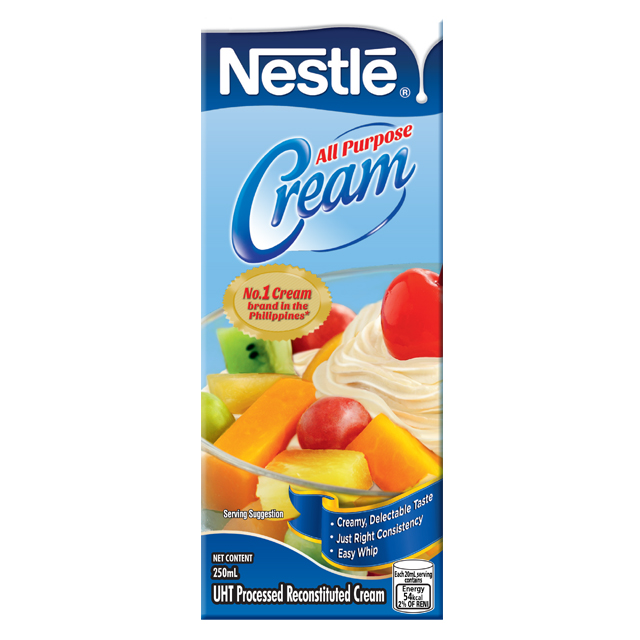 Nestlé®
All Purpose
Cream
No.1 Cream
brand in the
Philippines*
Serving Suggestion
• Creamy, Delectable Taste
• Just Right Consistency
• Easy Whip
NET CONTENT
250mL
UHT Processed Reconstituted Cream
Each 20mL serving
contains
Energy
54kcal
2% OF RENI